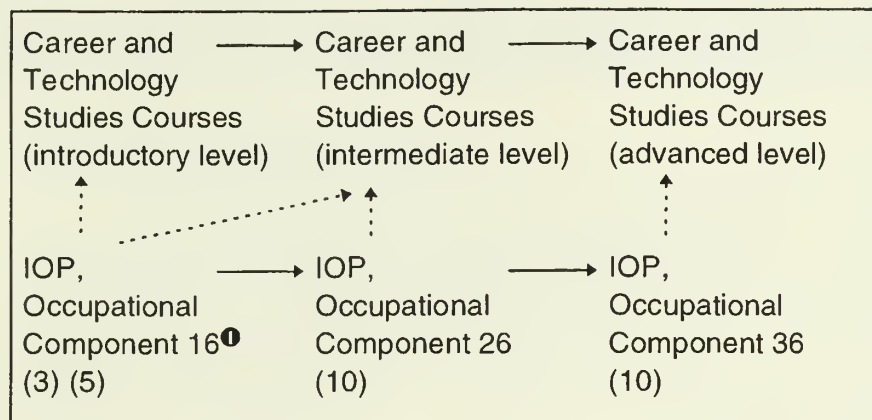 Career and
Technology
Studies Courses
(introductory level)
Career and
Technology
Studies Courses
(intermediate level)
Career and
Technology
Studies Courses
(advanced level)
IOP,
Occupational
Component 16❶
(3) (5)
IOP,
Occupational
Component 26
(10)
IOP,
Occupational
Component 36
(10)